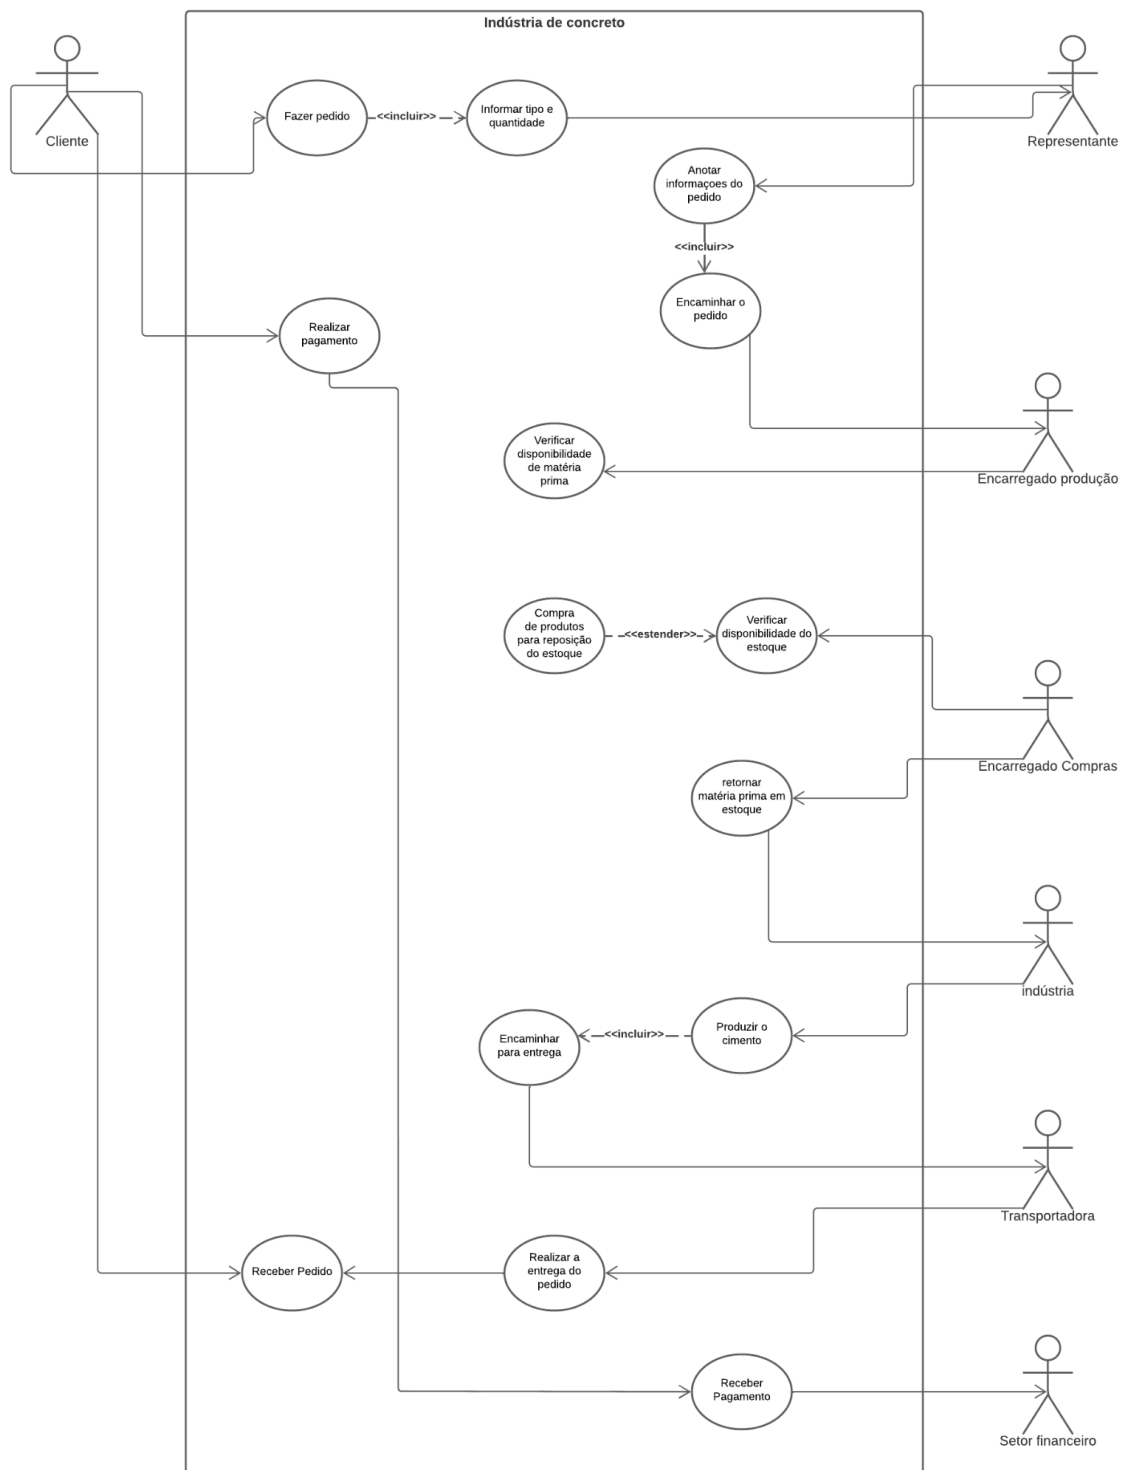 Indústria de concreto
Cliente
Fazer pedido
<<incluir>>
Informar tipo e
quantidade
Representante
Anotar
informaçoes do
pedido
<<incluir>>
Encaminhar o
pedido
Realizar
pagamento
Verificar
disponibilidade
de matéria
prima
Encarregado produção
Compra
de produtos
para reposição
do estoque
<<estender>>
Verificar
disponibilidade do
estoque
Encarregado Compras
retornar
matéria prima em
estoque
indústria
Produzir o
cimento
<<incluir>>
Encaminhar
para entrega
Transportadora
Receber Pedido
Realizar a
entrega do
pedido
Receber
Pagamento
Setor financeiro